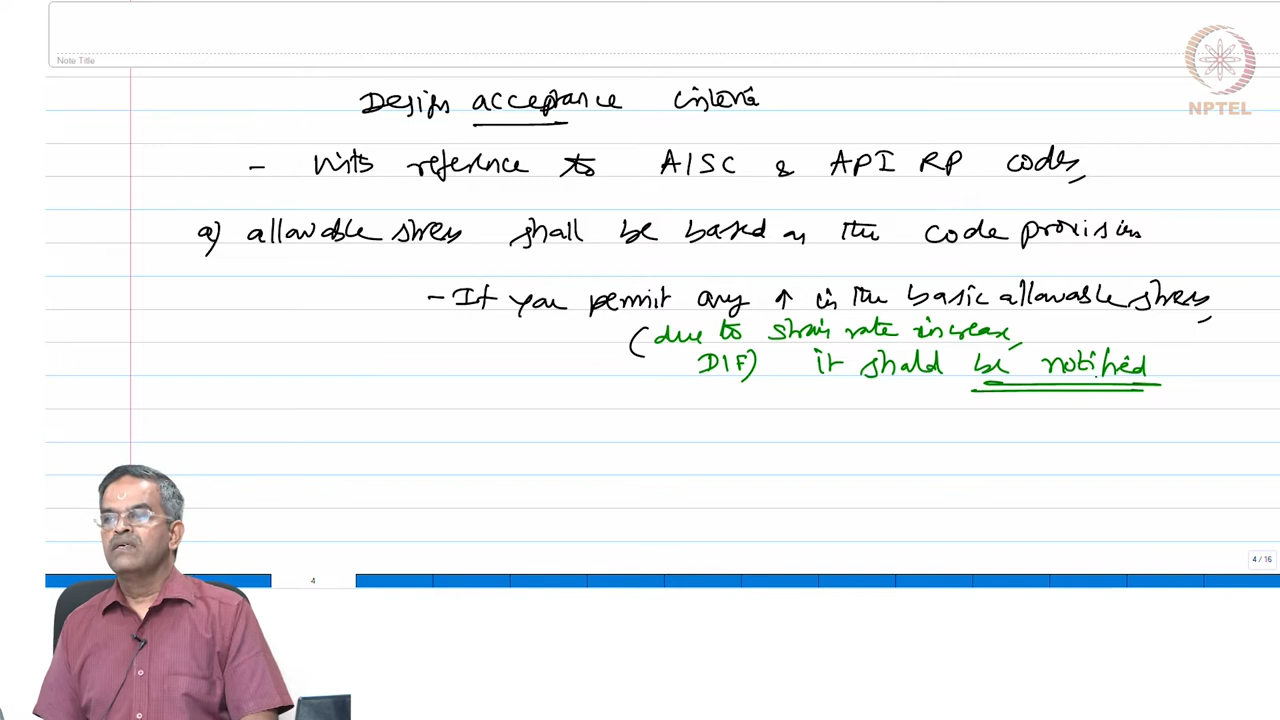 NPTEL
Note Title
Design acceptance criteria
- with reference to AISC & API RP codes,
a) allowable stress shall be based on the code provision
- If you permit any ↑ in the basic allowable stress,
(due to strain rate increase,
DIF) it should be notified
4 / 16
4